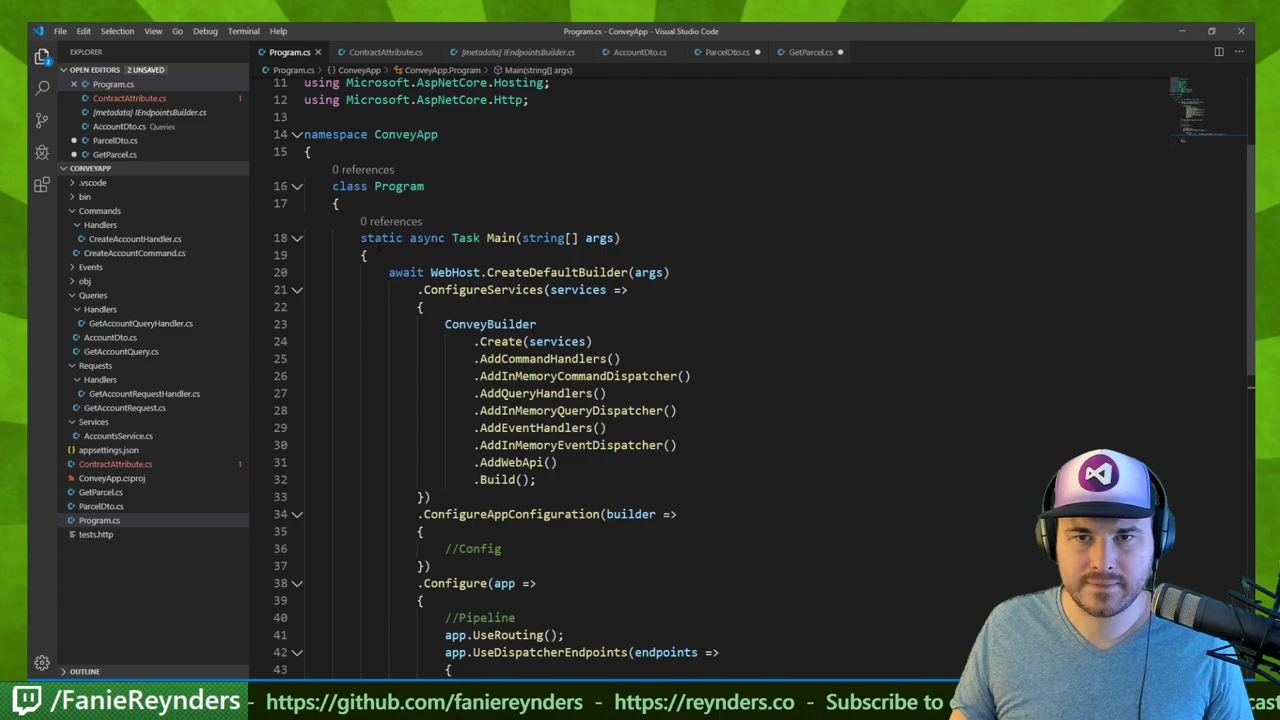 File Edit Selection View Go Debug Terminal Help
Program.cs - ConveyApp - Visual Studio Code
EXPLORER
Program.cs
ContractAttribute.cs
[metadata] IEndpointsBuilder.cs
AccountDto.cs
ParcelDto.cs
GetParcel.cs
OPEN EDITORS 2 UNSAVED
Program.cs
ContractAttribute.cs 1
[metadata] IEndpointsBuilder.cs
AccountDto.cs Queries
ParcelDto.cs
GetParcel.cs
CONVEYAPP
.vscode
bin
Commands
Handlers
CreateAccountHandler.cs
CreateAccountCommand.cs
Events
obj
Queries
Handlers
GetAccountQueryHandler.cs
AccountDto.cs
GetAccountQuery.cs
Requests
Handlers
GetAccountRequestHandler.cs
GetAccountRequest.cs
Services
AccountsService.cs
appsettings.json
ContractAttribute.cs 1
ConveyApp.csproj
GetParcel.cs
ParcelDto.cs
Program.cs
tests.http
OUTLINE
2
Program.cs > ConveyApp > ConveyApp.Program > Main(string[] args)
11 using Microsoft.AspNetCore.Hosting;
12 using Microsoft.AspNetCore.Http;
13
14 namespace ConveyApp
15 {
0 references
16 class Program
17 {
0 references
18 static async Task Main(string[] args)
19 {
20 await WebHost.CreateDefaultBuilder(args)
21 .ConfigureServices(services =>
22 {
23 ConveyBuilder
24 .Create(services)
25 .AddCommandHandlers()
26 .AddInMemoryCommandDispatcher()
27 .AddQueryHandlers()
28 .AddInMemoryQueryDispatcher()
29 .AddEventHandlers()
30 .AddInMemoryEventDispatcher()
31 .AddWebApi()
32 .Build();
33 })
34 .ConfigureAppConfiguration(builder =>
35 {
36 //Config
37 })
38 .Configure(app =>
39 {
40 //Pipeline
41 app.UseRouting();
42 app.UseDispatcherEndpoints(endpoints =>
43 {
/FanieReynders - https://github.com/faniereynders - https://reynders.co - Subscribe to